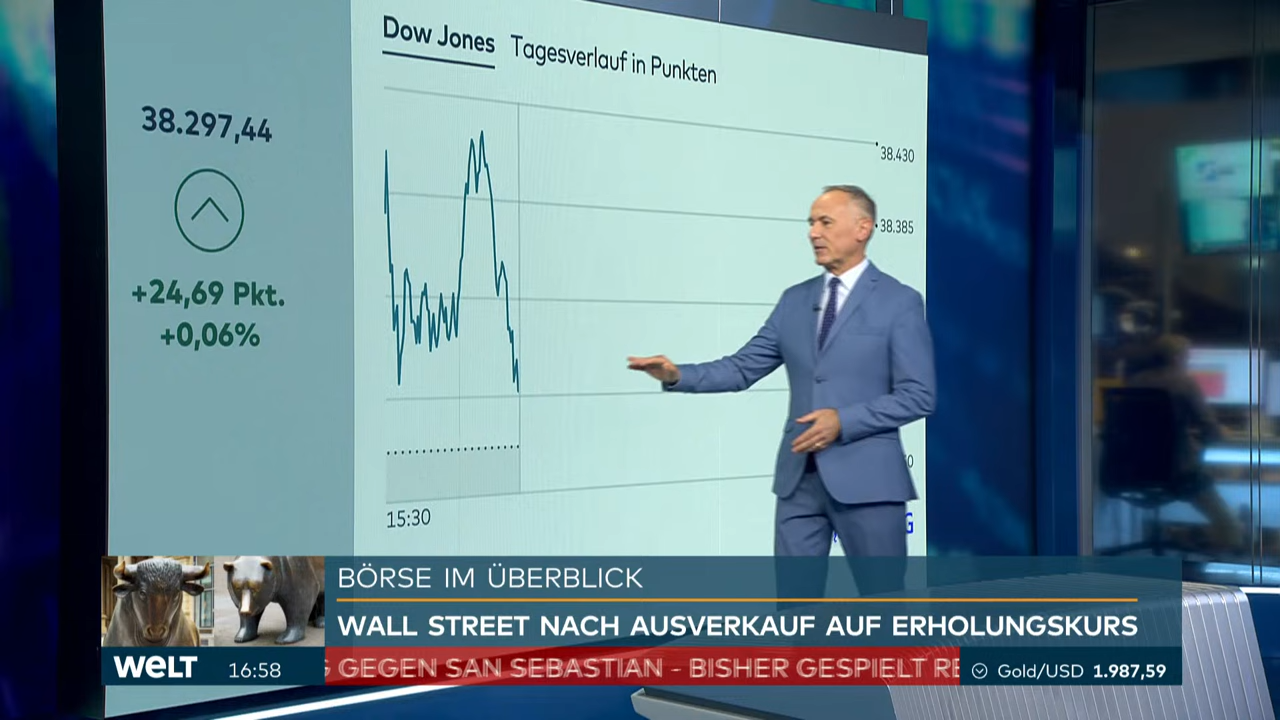 Dow Jones Tagesverlauf in Punkten
38.297,44
+24,69 Pkt.
+0,06%
38.430
38.385
15:30
BÖRSE IM ÜBERBLICK
WALL STREET NACH AUSVERKAUF AUF ERHOLUNGSKURS
welt 16:58 GEGEN SAN SEBASTIAN - BISHER GESPIELT Gold/USD 1.987,59